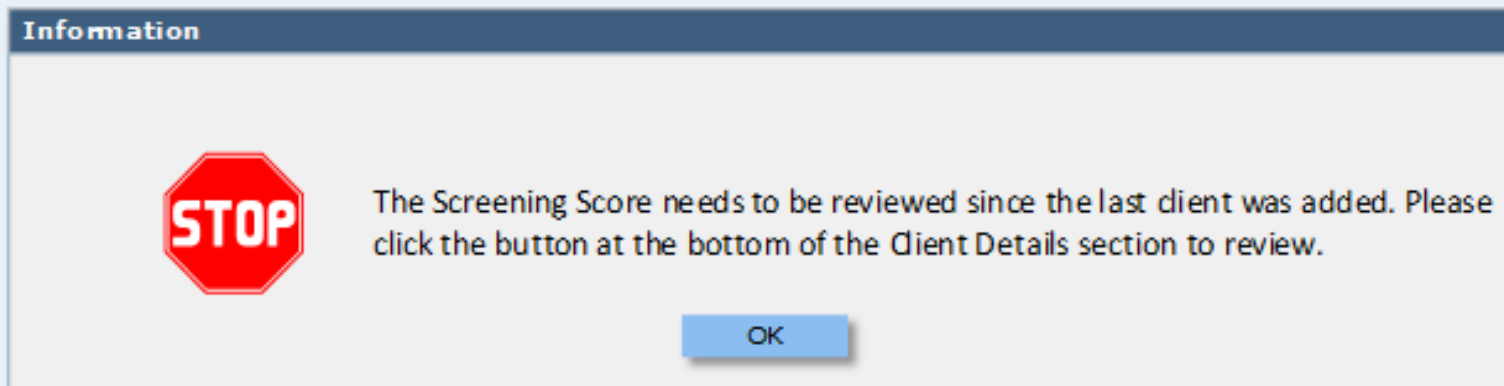 Information
STOP
The Screening Score needs to be reviewed since the last client was added. Please
click the button at the bottom of the Client Details section to review.
OK